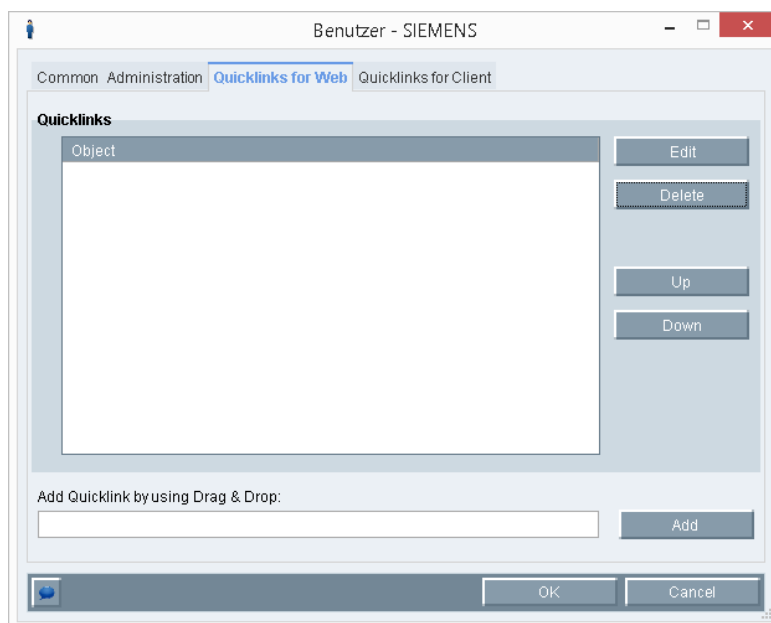 Benutzer - SIEMENS
Common Administration Quicklinks for Web Quicklinks for Client
Quicklinks
Object
Edit
Delete
Up
Down
Add Quicklink by using Drag & Drop:
Add
OK Cancel